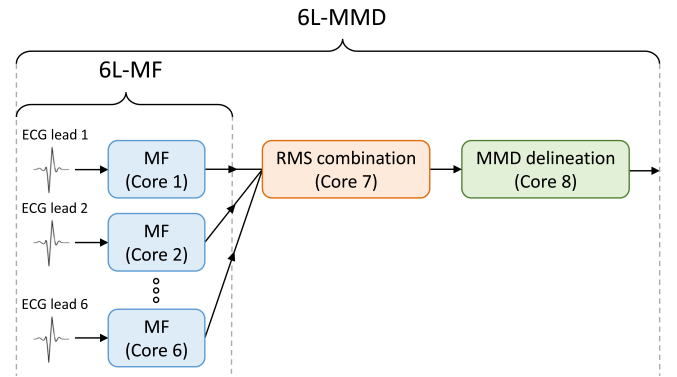 6L-MMD
6L-MF
ECG lead 1
MF
(Core 1)
RMS combination
(Core 7)
MMD delineation
(Core 8)
ECG lead 2
MF
(Core 2)
ECG lead 6
MF
(Core 6)